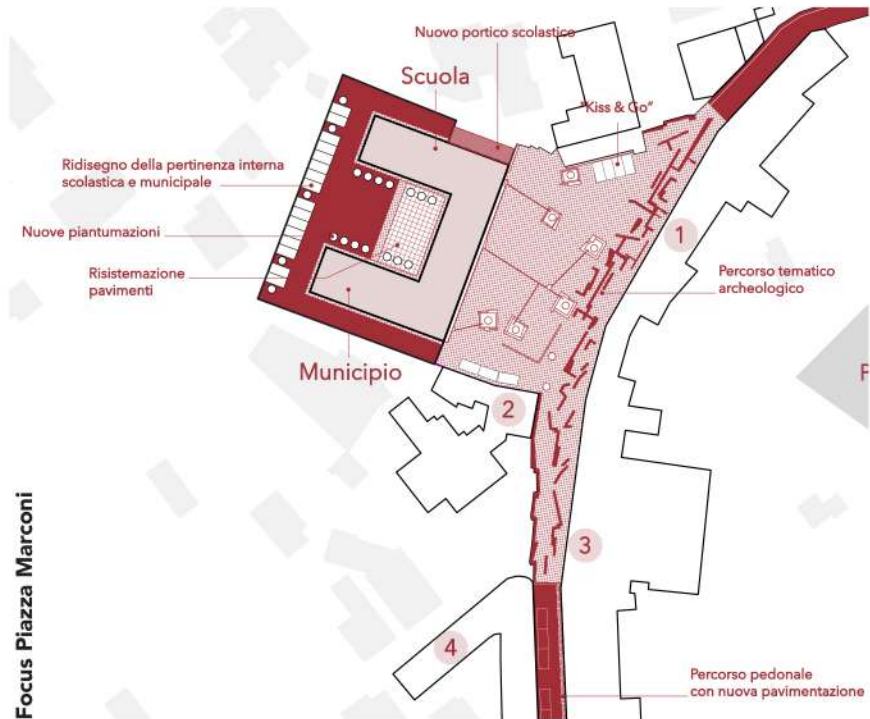 Nuovo portico scolastico
Scuola
"Kiss & Go"
Ridisegno della pertinenza interna
scolastica e municipale
Nuove piantumazioni
1
Risistemazione
pavimenti
Percorso tematico
archeologico
Municipio
2
3
4
Focus Piazza Marconi
Percorso pedonale
con nuova pavimentazione